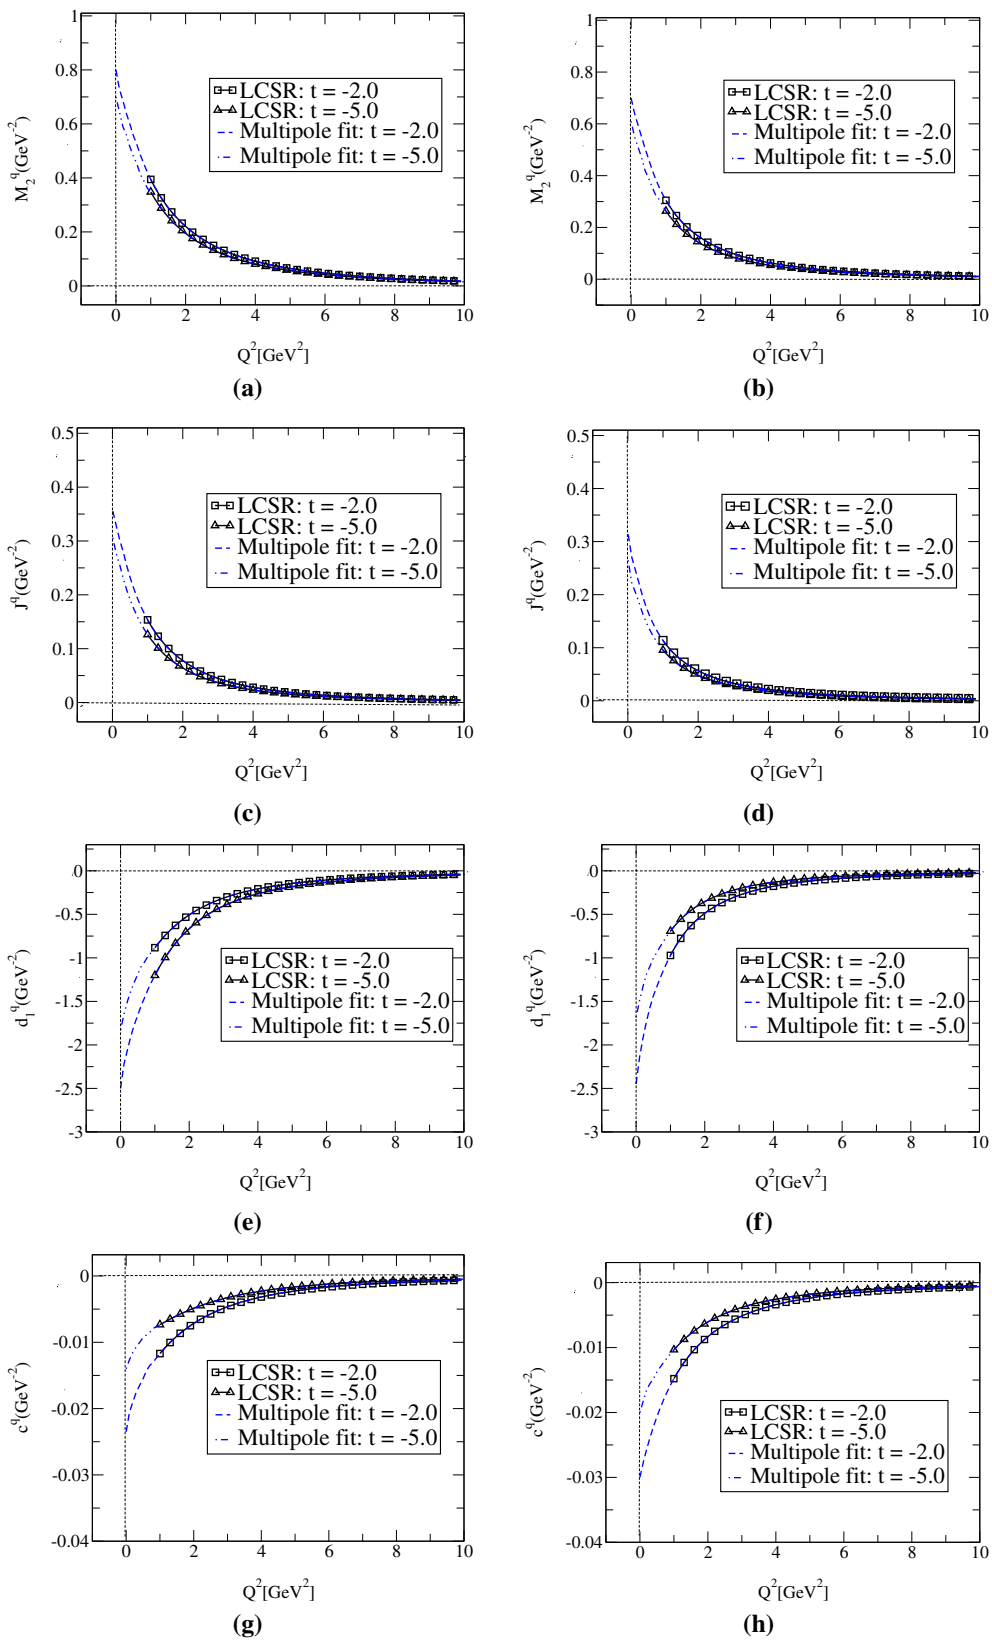 1
0.8
0.6
0.4
0.2
0
M₂^q(GeV⁻²)
LCSR: t = -2.0
LCSR: t = -5.0
Multipole fit: t = -2.0
Multipole fit: t = -5.0
0 2 4 6 8 10
Q²[GeV²]
(a)
1
0.8
0.6
0.4
0.2
0
M₂^q(GeV⁻²)
LCSR: t = -2.0
LCSR: t = -5.0
Multipole fit: t = -2.0
Multipole fit: t = -5.0
0 2 4 6 8 10
Q²[GeV²]
(b)
0.5
0.4
0.3
0.2
0.1
0
J^q(GeV⁻²)
LCSR: t = -2.0
LCSR: t = -5.0
Multipole fit: t = -2.0
Multipole fit: t = -5.0
0 2 4 6 8 10
Q²[GeV²]
(c)
0.5
0.4
0.3
0.2
0.1
0
J^q(GeV⁻²)
LCSR: t = -2.0
LCSR: t = -5.0
Multipole fit: t = -2.0
Multipole fit: t = -5.0
0 2 4 6 8 10
Q²[GeV²]
(d)
0
-0.5
-1
-1.5
-2
-2.5
-3
d₁^q(GeV⁻²)
LCSR: t = -2.0
LCSR: t = -5.0
Multipole fit: t = -2.0
Multipole fit: t = -5.0
0 2 4 6 8 10
Q²[GeV²]
(e)
0
-0.5
-1
-1.5
-2
-2.5
-3
d₁^q(GeV⁻²)
LCSR: t = -2.0
LCSR: t = -5.0
Multipole fit: t = -2.0
Multipole fit: t = -5.0
0 2 4 6 8 10
Q²[GeV²]
(f)
0
-0.01
-0.02
-0.03
-0.04
c^q(GeV⁻²)
LCSR: t = -2.0
LCSR: t = -5.0
Multipole fit: t = -2.0
Multipole fit: t = -5.0
0 2 4 6 8 10
Q²[GeV²]
(g)
0
-0.01
-0.02
-0.03
-0.04
c^q(GeV⁻²)
LCSR: t = -2.0
LCSR: t = -5.0
Multipole fit: t = -2.0
Multipole fit: t = -5.0
0 2 4 6 8 10
Q²[GeV²]
(h)